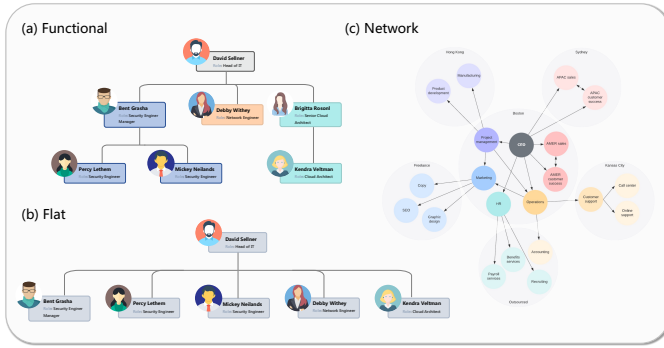 (a) Functional
David Sellner
Role: Head of IT
Bent Grasha
Role: Security Engineer
Manager
Debby Withey
Role: Network Engineer
Brigitta Rosoni
Role: Senior Cloud
Architect
Percy Lethem
Role: Security Engineer
Mickey Neilands
Role: Security Engineer
Kendra Veltman
Role: Cloud Architect
(b) Flat
David Sellner
Role: Head of IT
Bent Grasha
Role: Security Engineer
Manager
Percy Lethem
Role: Security Engineer
Mickey Neilands
Role: Security Engineer
Debby Withey
Role: Network Engineer
Kendra Veltman
Role: Cloud Architect
(c) Network
Hong Kong
Manufacturing
Product
development
Sydney
APAC sales
APAC
customer
success
Boston
Project
management
CEO
AMER sales
AMER
customer
success
Marketing
HR
Operations
Freelance
Copy
SEO
Graphic
design
Kansas City
Customer
support
Call center
Online
support
Accounting
Benefits
services
Payroll
services
Recruiting
Outsourced